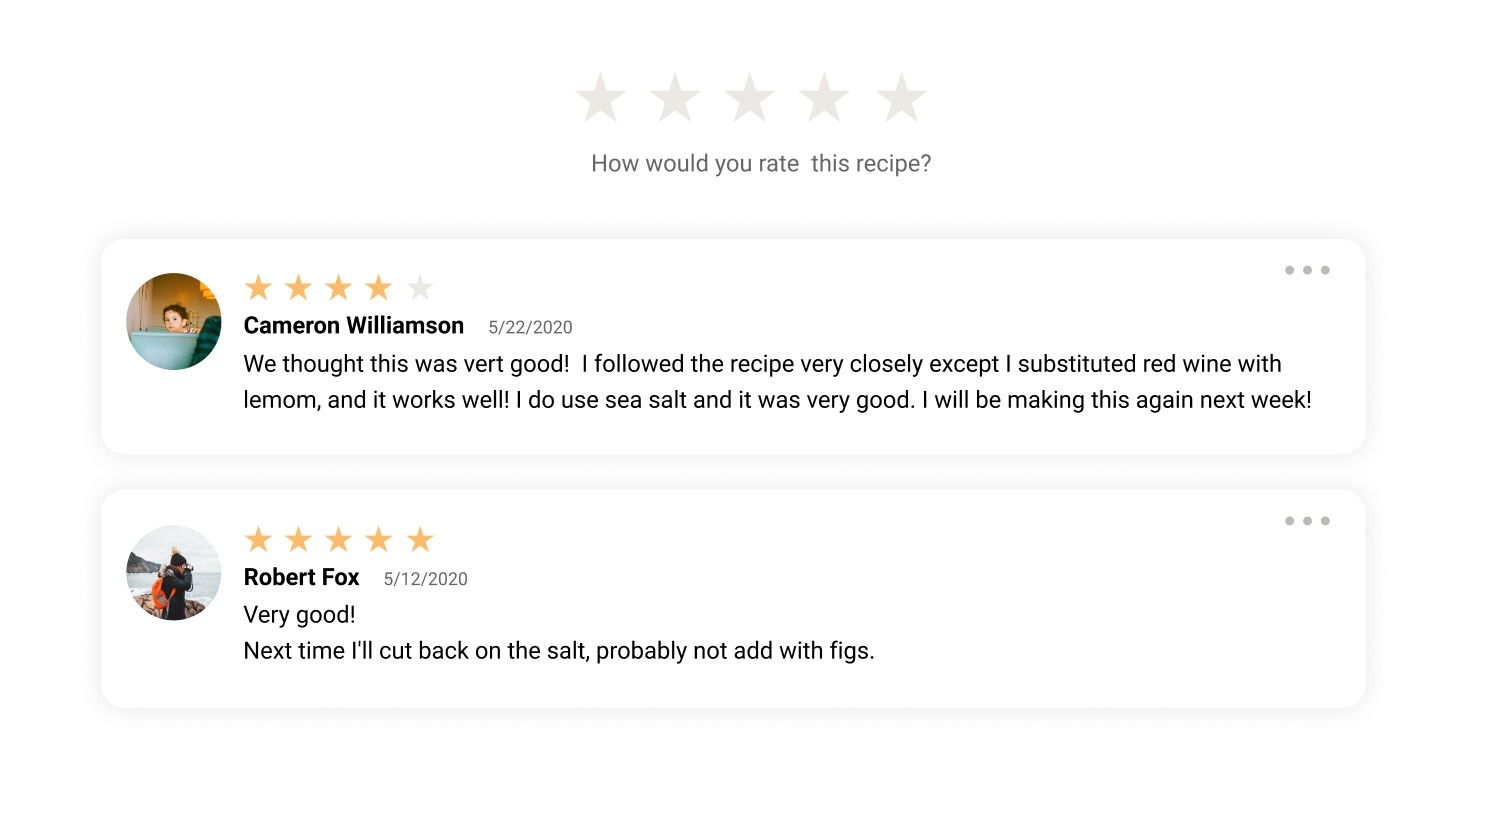 How would you rate  this recipe?
Cameron Williamson 5/22/2020
We thought this was vert good!  I followed the recipe very closely except I substituted red wine with
lemom, and it works well! I do use sea salt and it was very good. I will be making this again next week!
Robert Fox 5/12/2020
Very good!
Next time I'll cut back on the salt, probably not add with figs.